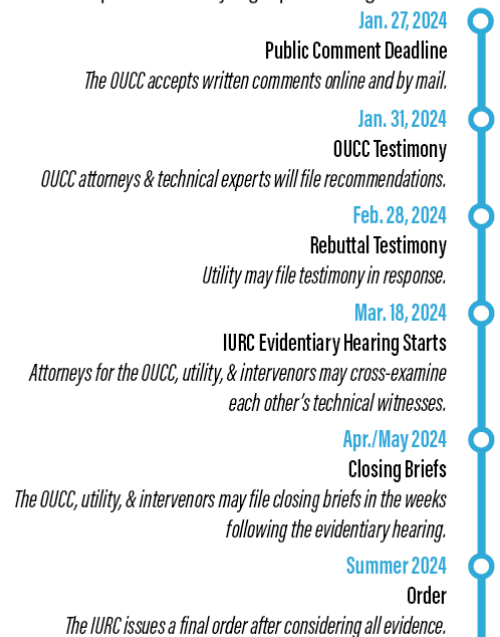 Jan. 27, 2024
Public Comment Deadline
The OUCC accepts written comments online and by mail.
Jan. 31, 2024
OUCC Testimony
OUCC attorneys & technical experts will file recommendations.
Feb. 28, 2024
Rebuttal Testimony
Utility may file testimony in response.
Mar. 18, 2024
IURC Evidentiary Hearing Starts
Attorneys for the OUCC, utility, & intervenors may cross-examine
each other's technical witnesses.
Apr./May 2024
Closing Briefs
The OUCC, utility, & intervenors may file closing briefs in the weeks
following the evidentiary hearing.
Summer 2024
Order
The IURC issues a final order after considering all evidence.